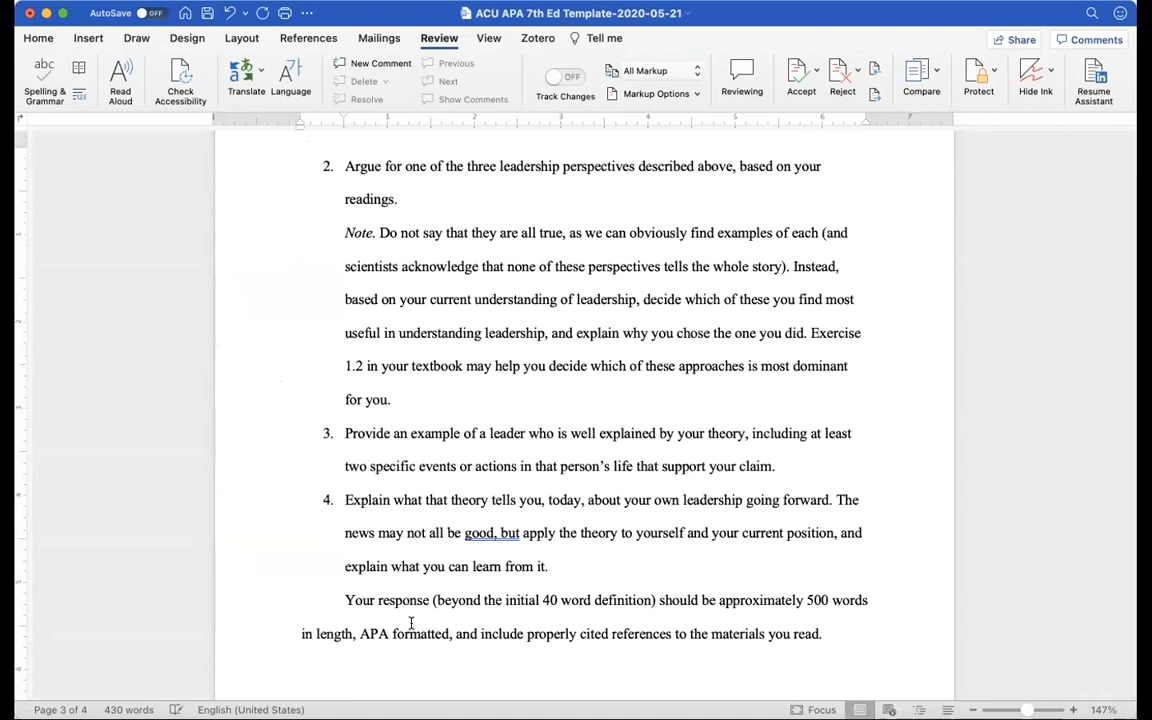 AutoSave OFF ACU APA 7th Ed Template-2020-05-21
Home Insert Draw Design Layout References Mailings Review View Zotero Tell me Share Comments
abc Spelling & Grammar 123 Read Aloud Check Accessibility Translate Language New Comment Delete Resolve Previous Next Show Comments OFF Track Changes All Markup Markup Options Reviewing Accept Reject Compare Protect Hide Ink Resume Assistant
1 1 2 3 4 5 6 7
2. Argue for one of the three leadership perspectives described above, based on your
readings.
Note. Do not say that they are all true, as we can obviously find examples of each (and
scientists acknowledge that none of these perspectives tells the whole story). Instead,
based on your current understanding of leadership, decide which of these you find most
useful in understanding leadership, and explain why you chose the one you did. Exercise
1.2 in your textbook may help you decide which of these approaches is most dominant
for you.
3. Provide an example of a leader who is well explained by your theory, including at least
two specific events or actions in that person's life that support your claim.
4. Explain what that theory tells you, today, about your own leadership going forward. The
news may not all be good, but apply the theory to yourself and your current position, and
explain what you can learn from it.
Your response (beyond the initial 40 word definition) should be approximately 500 words
in length, APA formatted, and include properly cited references to the materials you read.
Page 3 of 4 430 words English (United States) Focus 147%